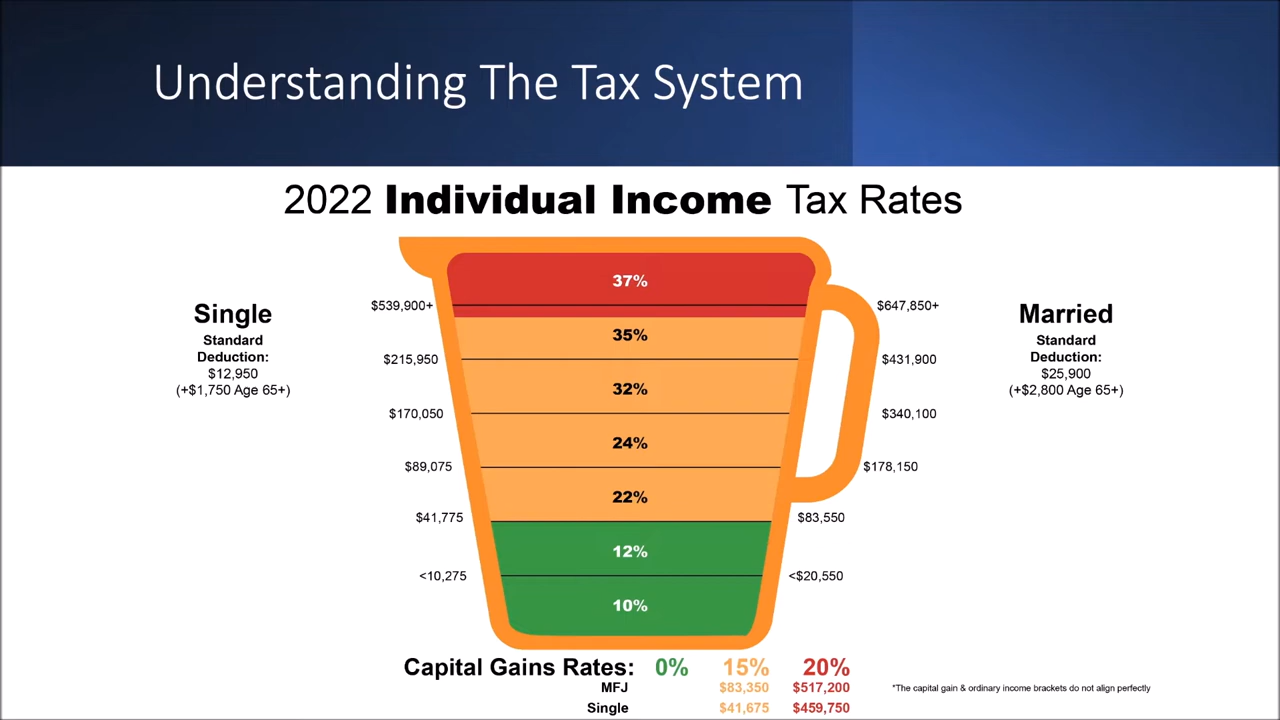 Understanding The Tax System
2022 Individual Income Tax Rates
Single
Standard
Deduction:
$12,950
(+$1,750 Age 65+)
$539,900+
$215,950
$170,050
$89,075
$41,775
<10,275
37%
35%
32%
24%
22%
12%
10%
$647,850+
$431,900
$340,100
$178,150
$83,550
<$20,550
Married
Standard
Deduction:
$25,900
(+$2,800 Age 65+)
Capital Gains Rates: 0% 15% 20%
MFJ $83,350 $517,200
Single $41,675 $459,750
*The capital gain & ordinary income brackets do not align perfectly